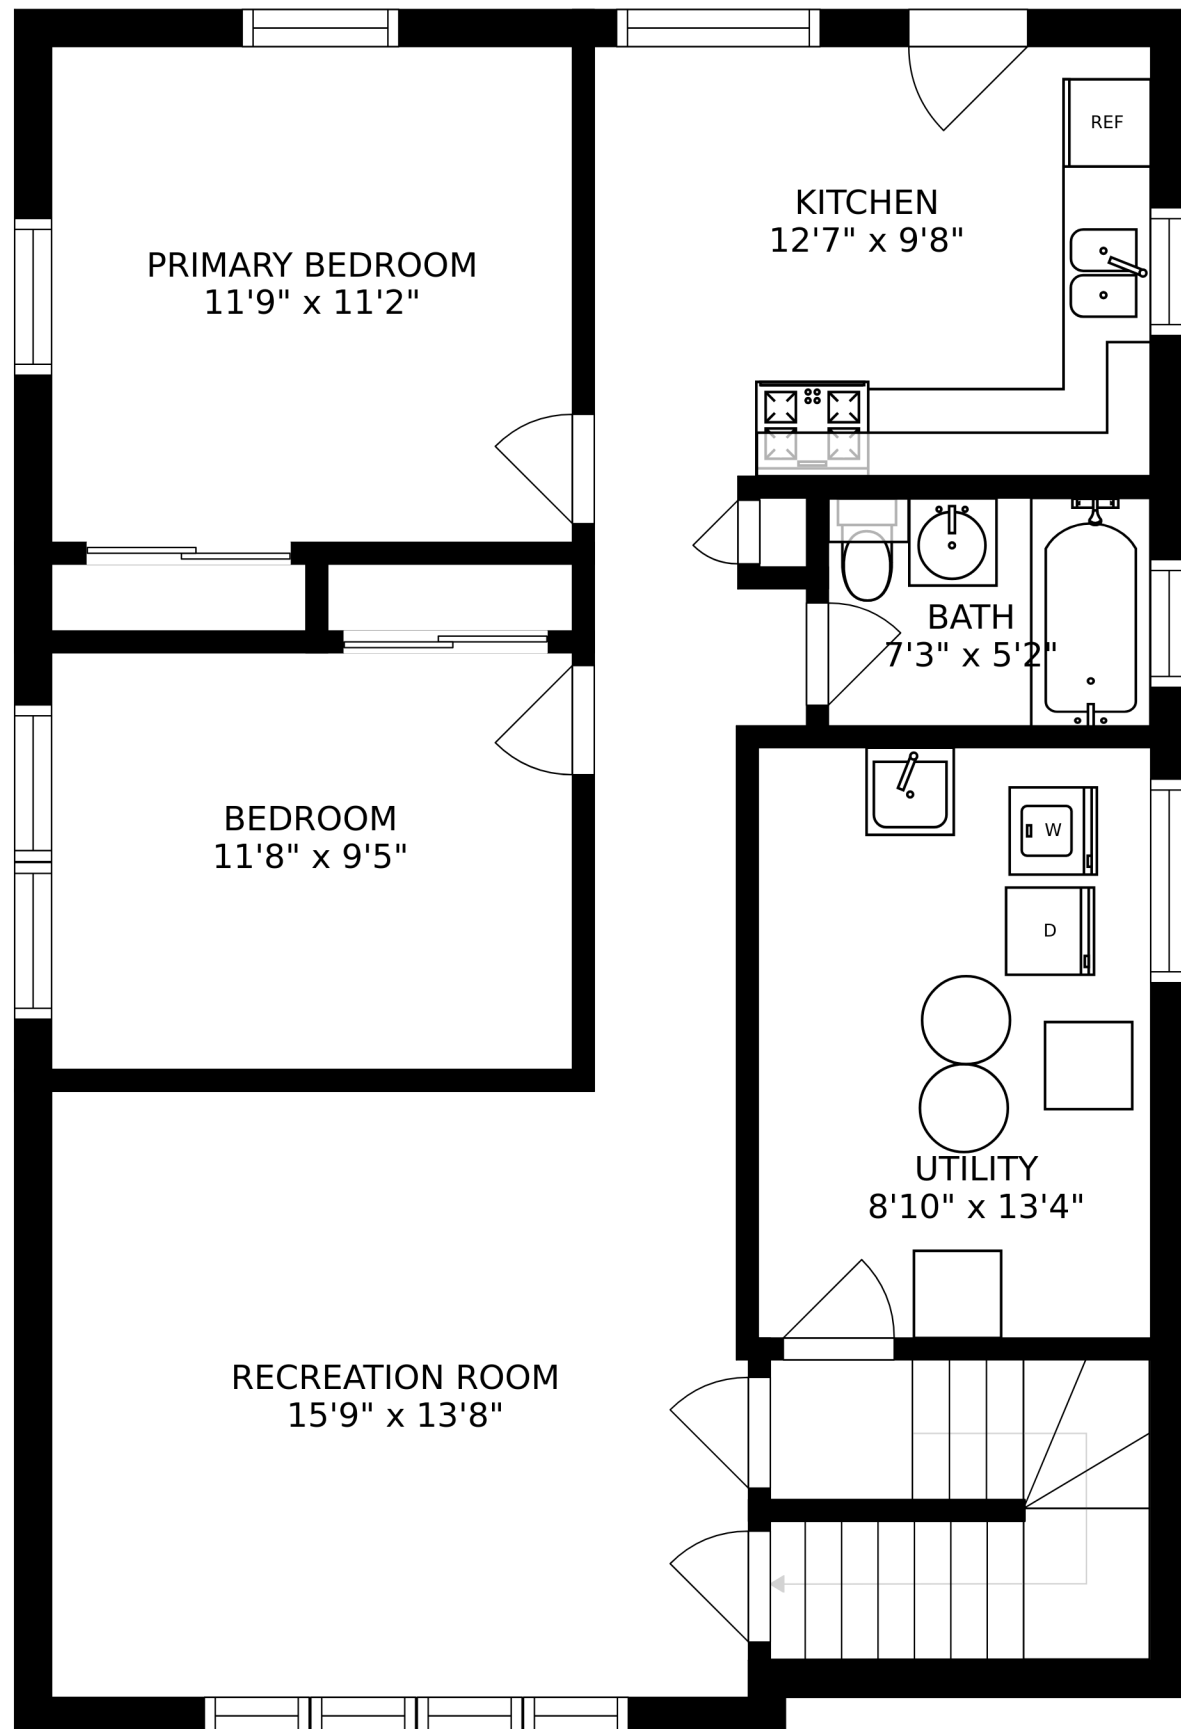 REF
KITCHEN
12'7" x 9'8"
PRIMARY BEDROOM
11'9" x 11'2"
BATH
7'3" x 5'2"
BEDROOM
11'8" x 9'5"
W
D
UTILITY
8'10" x 13'4"
RECREATION ROOM
15'9" x 13'8"